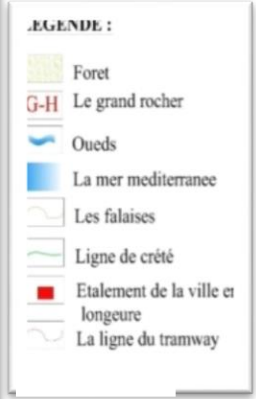 .EGENDE :
Foret
G-H Le grand rocher
Oueds
La mer mediterranee
Les falaises
Ligne de crété
Etalement de la ville er
longeure
La ligne du tramway